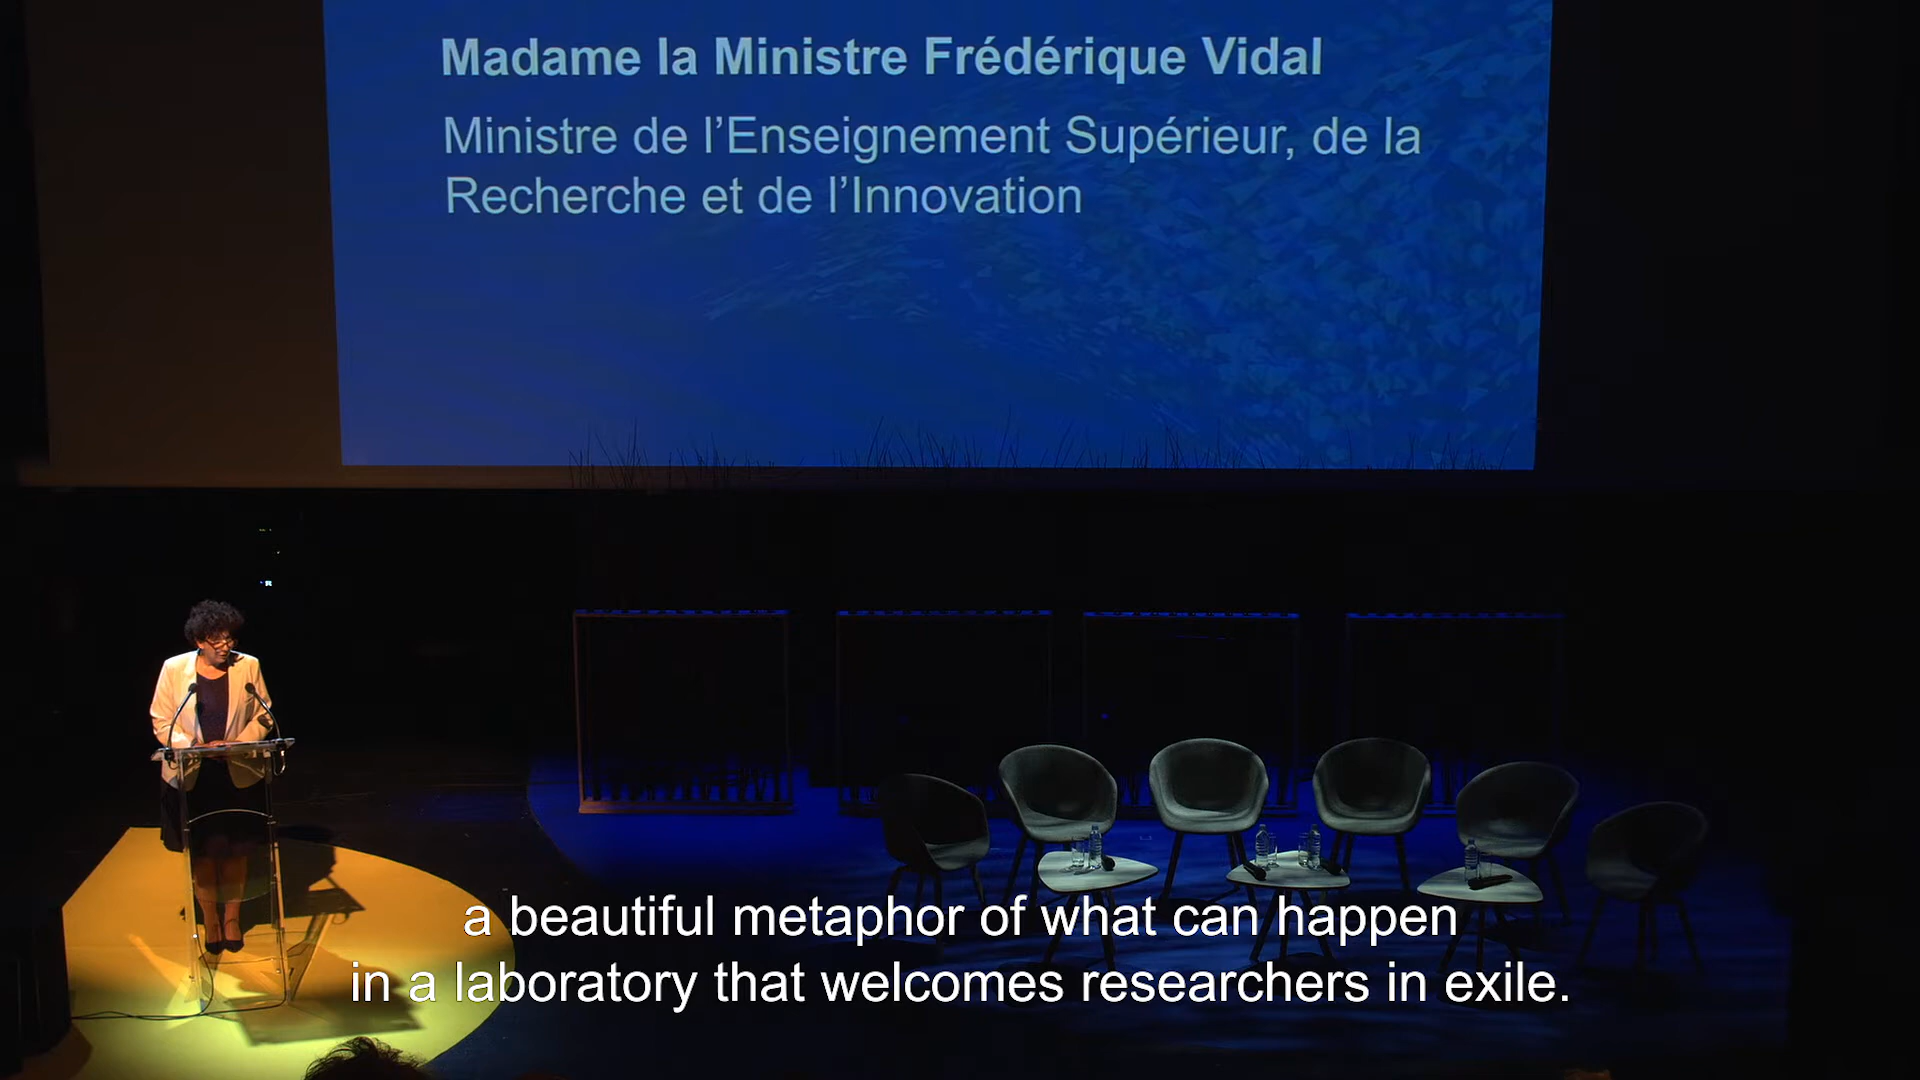 Madame la Ministre Frédérique Vidal
Ministre de l’Enseignement Supérieur, de la
Recherche et de l’Innovation
a beautiful metaphor of what can happen
in a laboratory that welcomes researchers in exile.